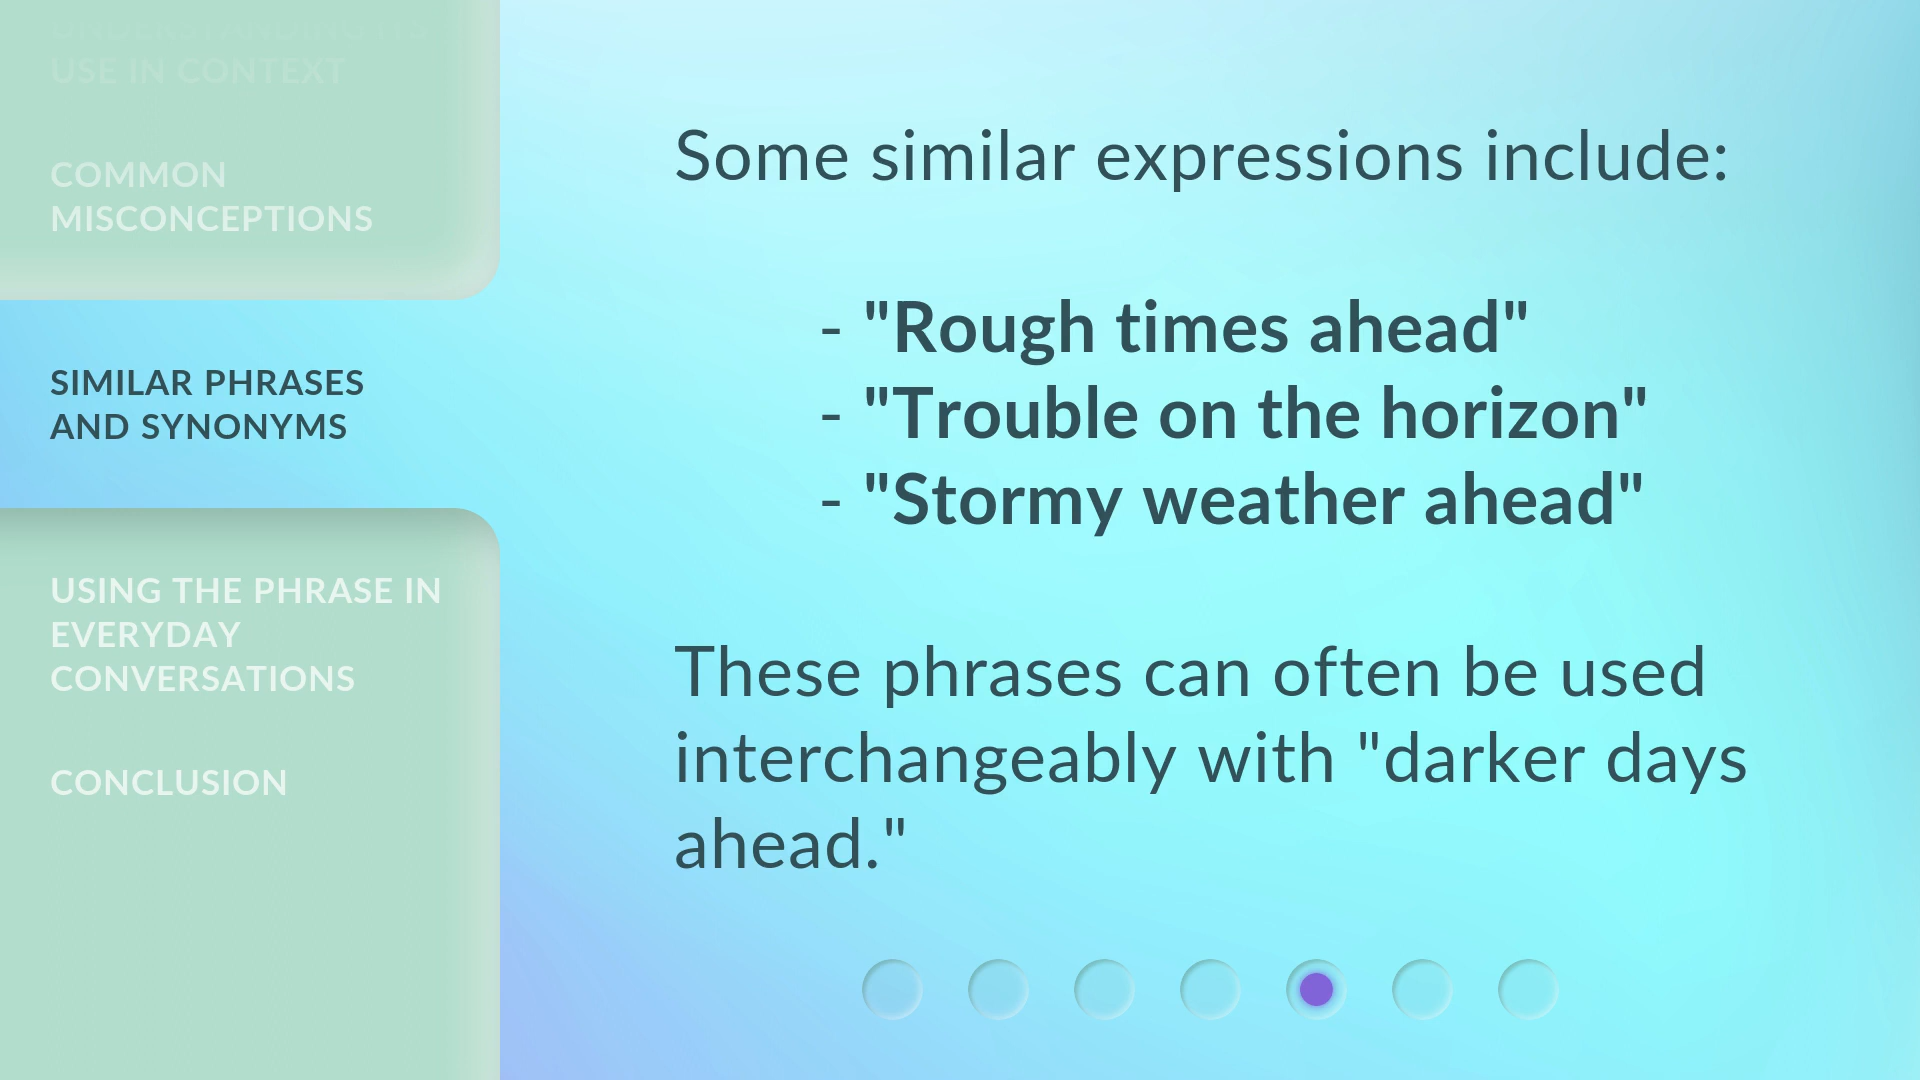 UNDERSTANDING ITS
USE IN CONTEXT
COMMON
MISCONCEPTIONS
SIMILAR PHRASES
AND SYNONYMS
USING THE PHRASE IN
EVERYDAY
CONVERSATIONS
CONCLUSION
Some similar expressions include:
- "Rough times ahead"
- "Trouble on the horizon"
- "Stormy weather ahead"
These phrases can often be used
interchangeably with "darker days
ahead."